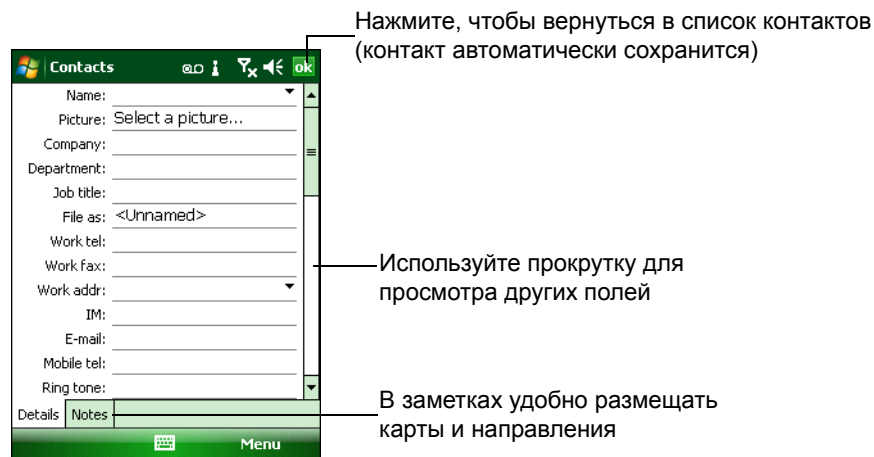 Нажмите, чтобы вернуться в список контактов
(контакт автоматически сохранится)
Contacts ok
Name:
Picture: Select a picture...
Company:
Department:
Job title:
File as: <Unnamed>
Work tel:
Work fax:
Work addr:
IM:
E-mail:
Mobile tel:
Ring tone:
Details Notes
Menu
Используйте прокрутку для
просмотра других полей
В заметках удобно размещать
карты и направления